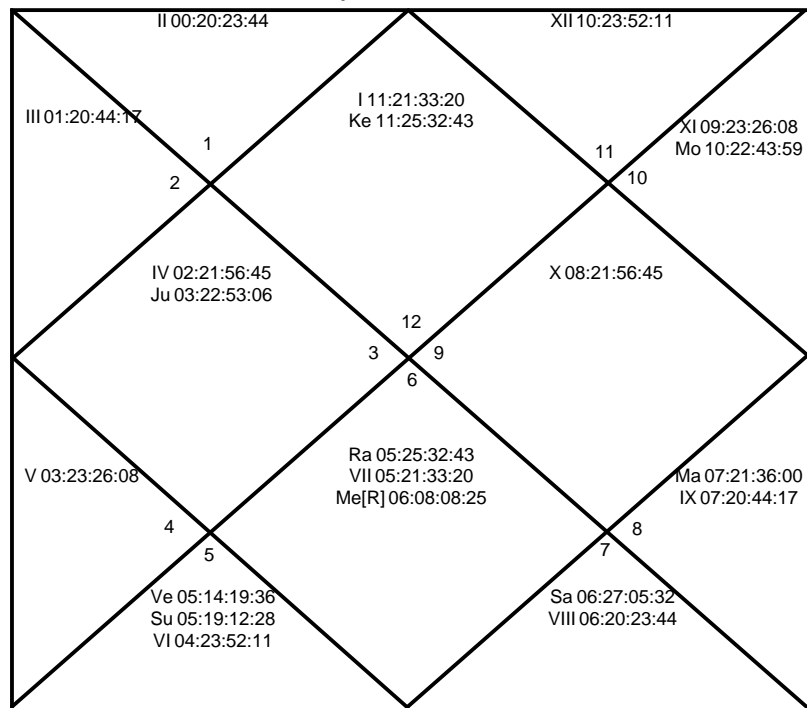 II 00:20:23:44
XII 10:23:52:11
I 11:21:33:20
Ke 11:25:32:43
III 01:20:44:17
XI 09:23:26:08
Mo 10:22:43:59
1
11
2
10
IV 02:21:56:45
Ju 03:22:53:06
X 08:21:56:45
12
3
9
6
Ra 05:25:32:43
VII 05:21:33:20
Me[R] 06:08:08:25
V 03:23:26:08
Ma 07:21:36:00
IX 07:20:44:17
4
8
5
7
Ve 05:14:19:36
Su 05:19:12:28
VI 04:23:52:11
Sa 06:27:05:32
VIII 06:20:23:44